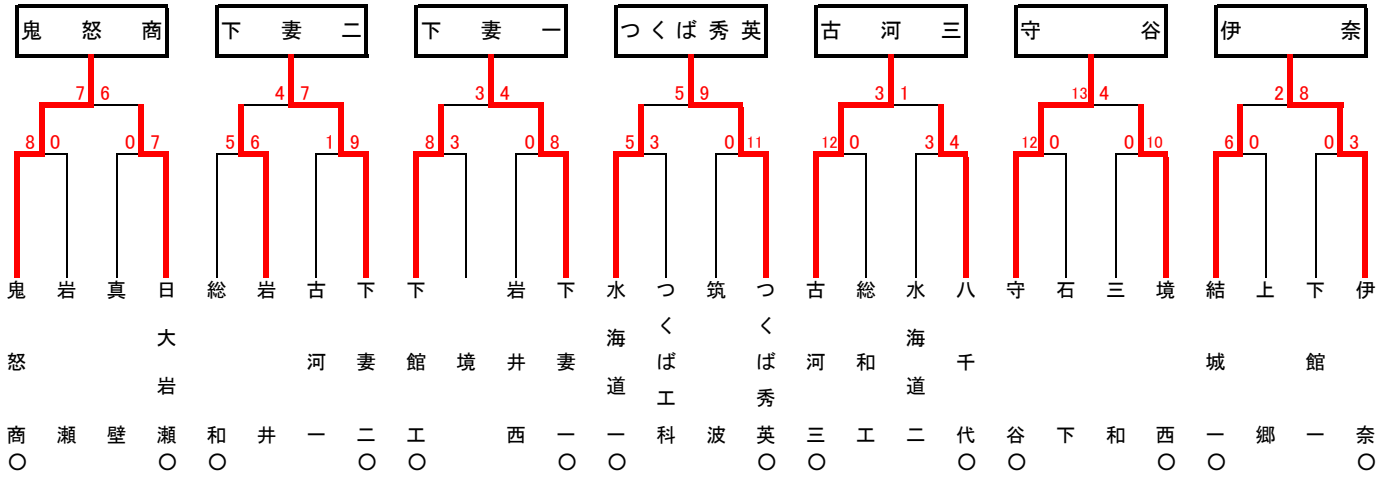 鬼怒商 下妻二 下妻一 つくば秀英 古河三 守谷 伊奈
7 6 4 7 3 4 5 9 3 1 13 4 2 8
8 0 0 7 5 6 1 9 8 3 0 8 5 3 0 11 12 0 3 4 12 0 0 10 6 0 0 3
鬼怒商 岩瀬 真壁 日大岩瀬 総和 岩井 古河一 下妻二 下館工 境 岩井西 下妻一 水海道一 つくば工科 筑波 つくば秀英 古河三 総和工 水海道二 八千代 守谷 石下 三和 境西 結城一 上郷 下館一 伊奈
○ ○ ○ ○ ○ ○ ○ ○ ○ ○ ○ ○ ○ ○